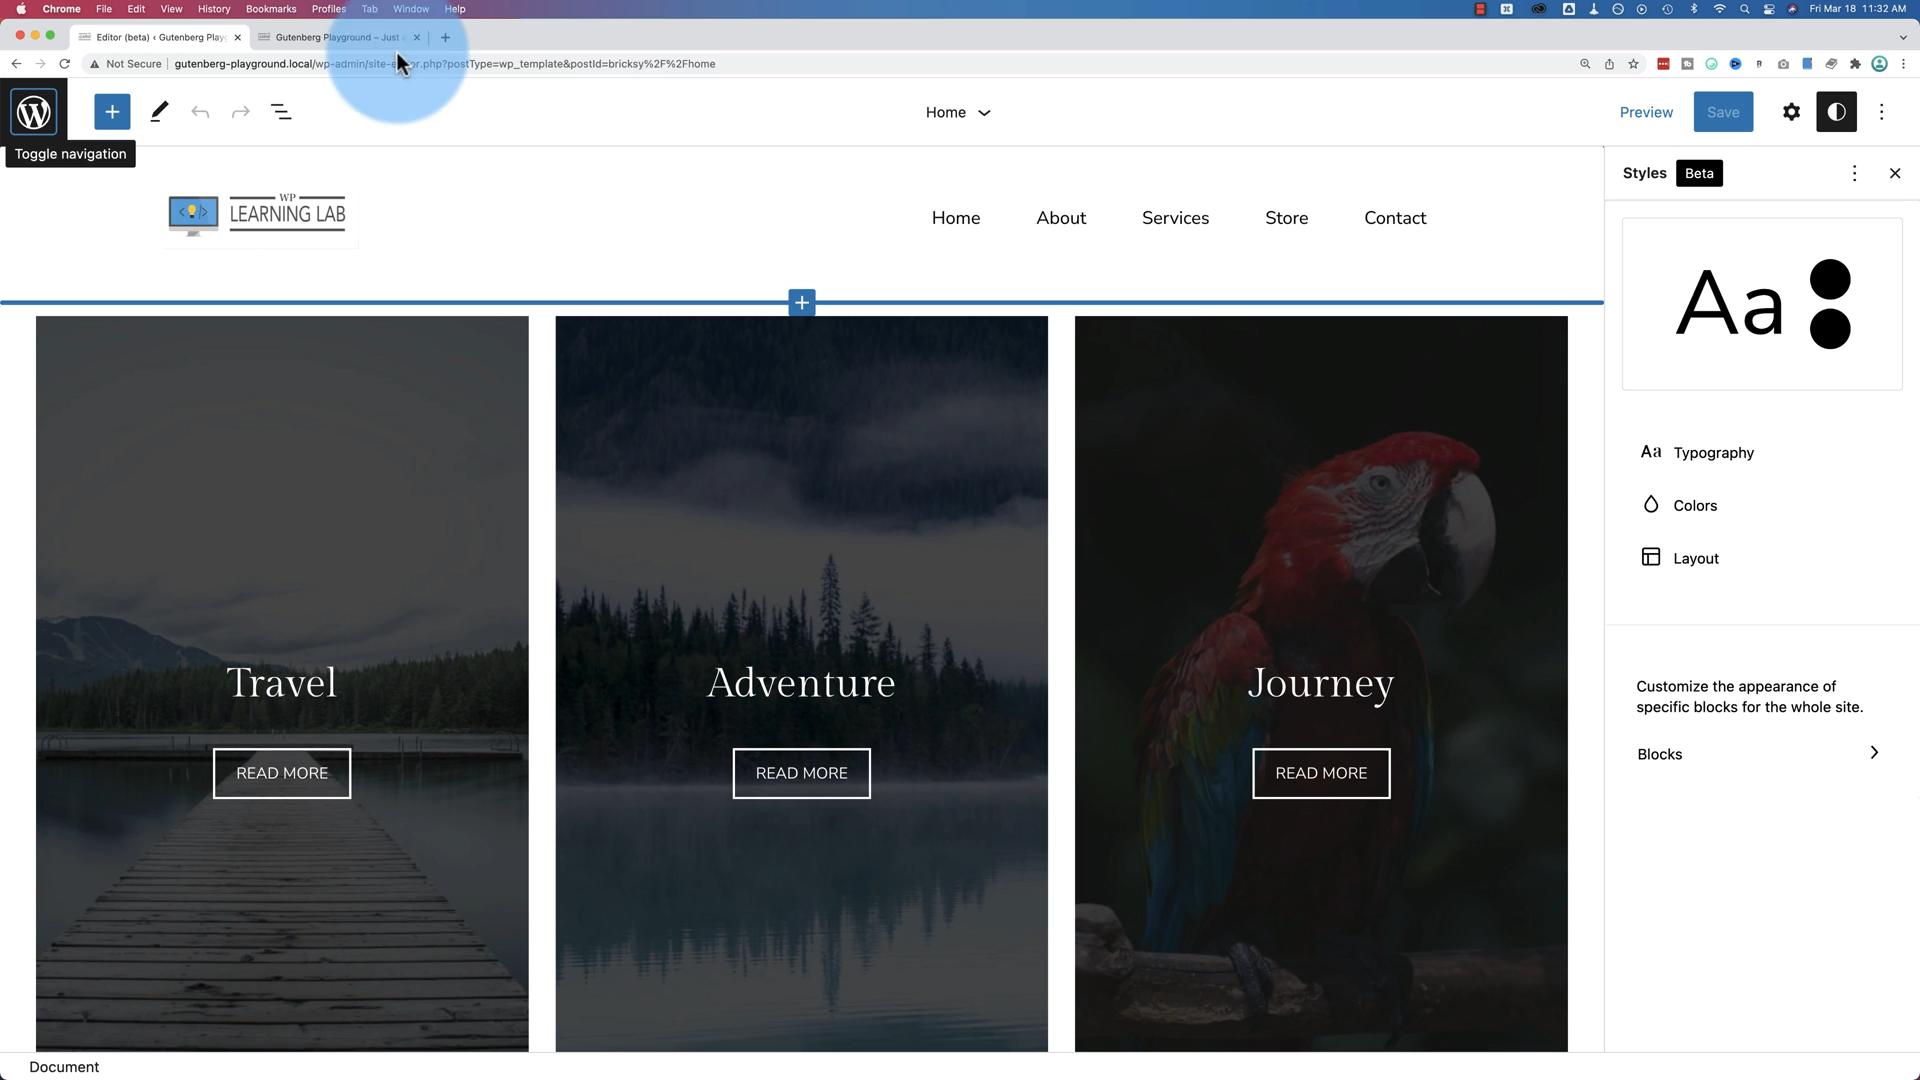 Chrome File Edit View History Bookmarks Profiles Tab Window Help
Fri Mar 18 11:32 AM
Editor (beta) ‹ Gutenberg Play
Gutenberg Playground – Just
Not Secure
gutenberg-playground.local/wp-admin/site-editor.php?postType=wp_template&postId=bricksy%2F%2Fhome
Home
Preview
Save
Toggle navigation
Styles
Beta
WP
LEARNING LAB
Home
About
Services
Store
Contact
Aa
Aa Typography
Colors
Layout
Customize the appearance of
specific blocks for the whole site.
Blocks
Travel
Adventure
Journey
READ MORE
READ MORE
READ MORE
Document